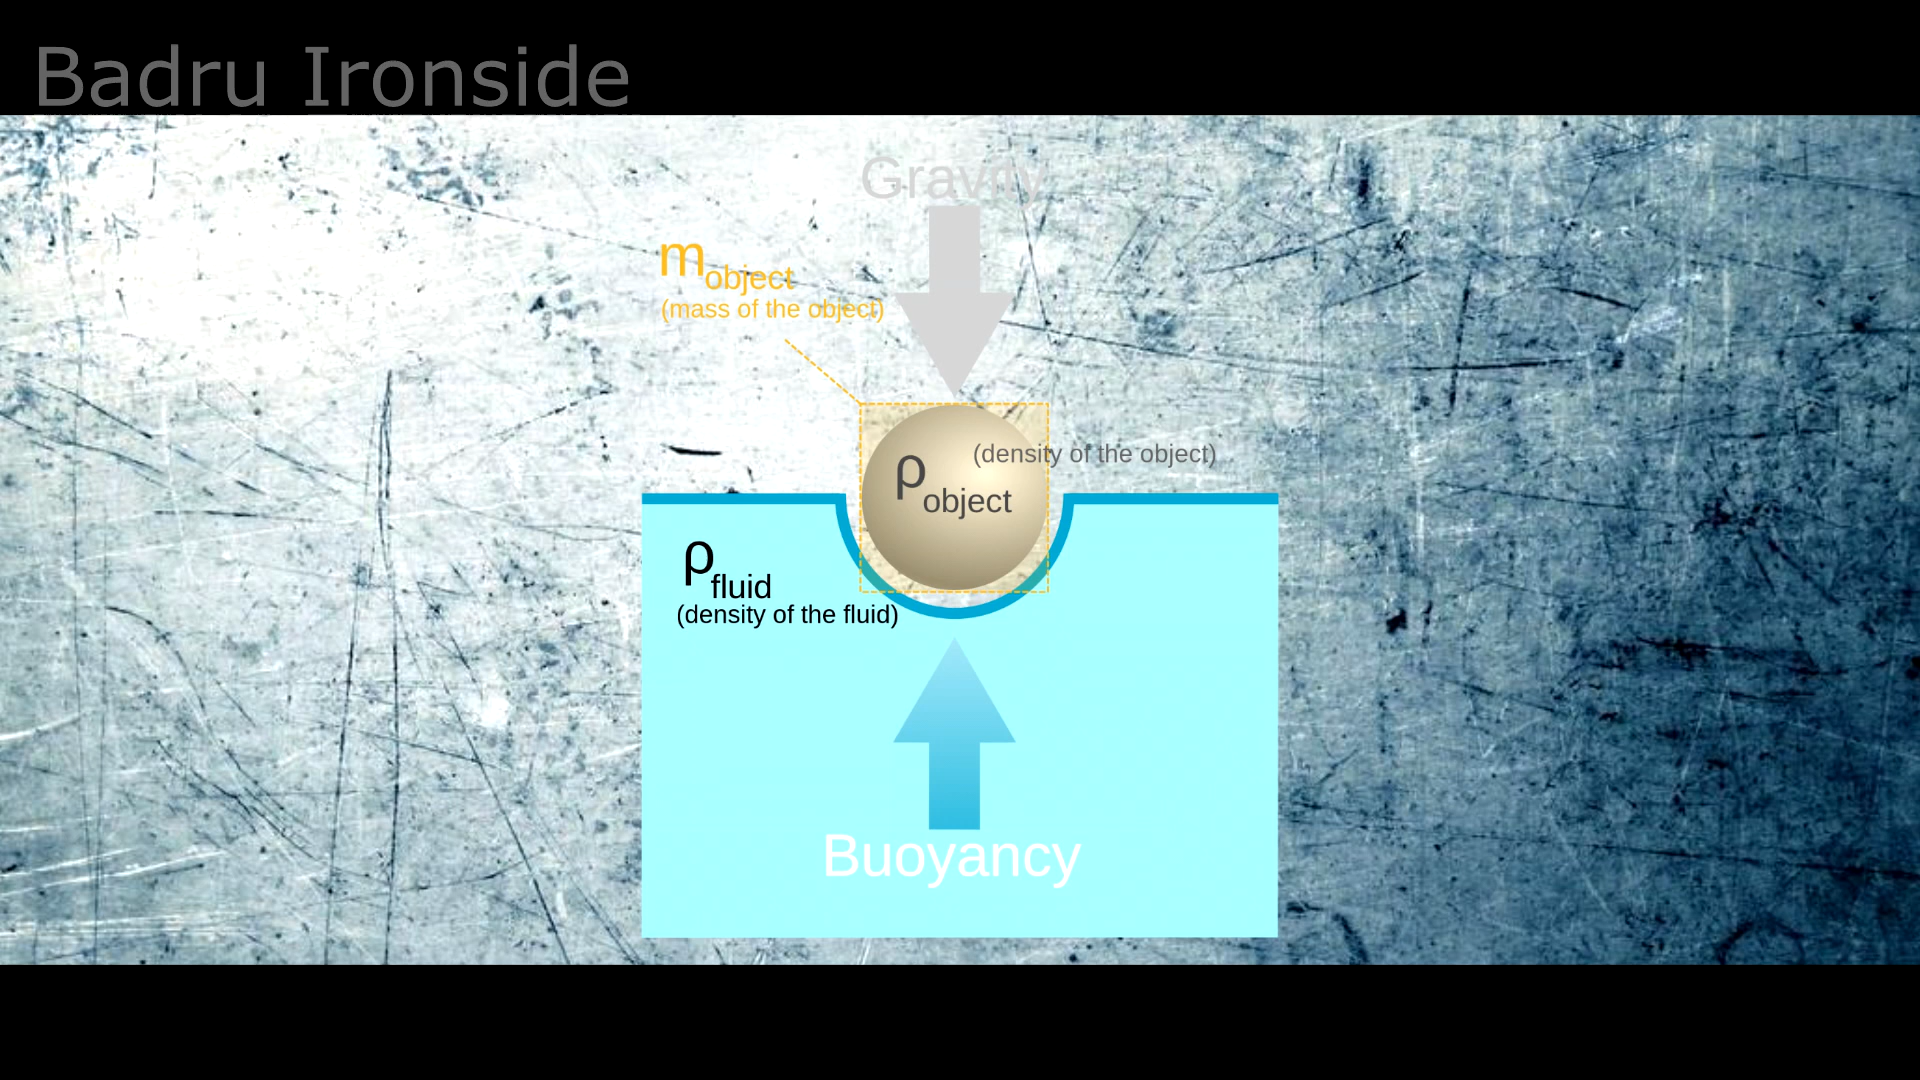 Badru Ironside
Gravity
m object
(mass of the object)
(density of the object)
ρ object
ρ fluid
(density of the fluid)
Buoyancy